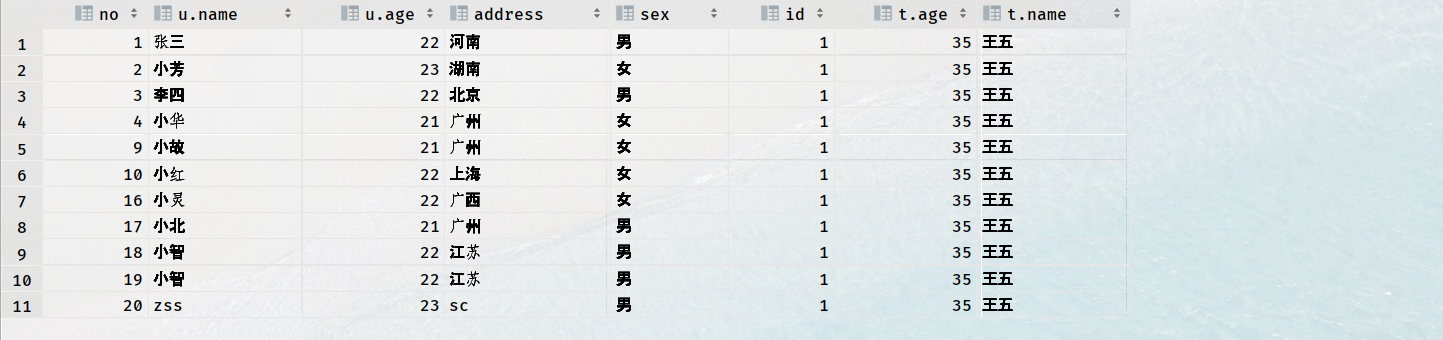 no u.name u.age address sex id t.age t.name
1 1 张三 22 河南 男 1 35 王五
2 2 小芳 23 湖南 女 1 35 王五
3 3 李四 22 北京 男 1 35 王五
4 4 小华 21 广州 女 1 35 王五
5 9 小故 21 广州 女 1 35 王五
6 10 小红 22 上海 女 1 35 王五
7 16 小灵 22 广西 女 1 35 王五
8 17 小北 21 广州 男 1 35 王五
9 18 小智 22 江苏 男 1 35 王五
10 19 小智 22 江苏 男 1 35 王五
11 20 zss 23 sc 男 1 35 王五